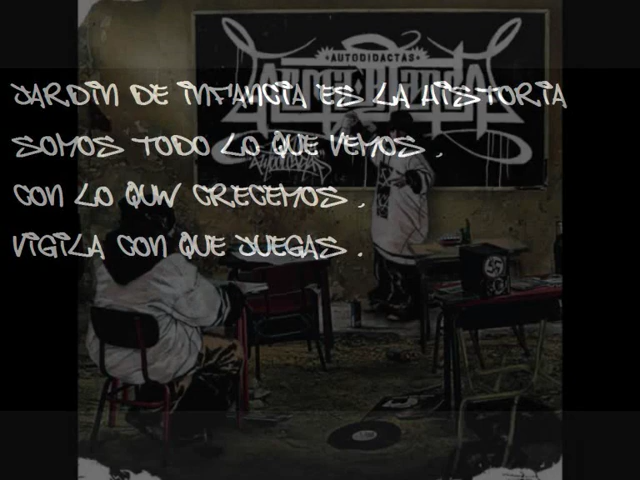 AUTODIDACTAS
JARDIN DE INFANCIA ES LA HISTORIA
SOMOS TODO LO QUE VEMOS ,
CON LO QUW CRECEMOS ,
VIGILA CON QUE JUEGAS .